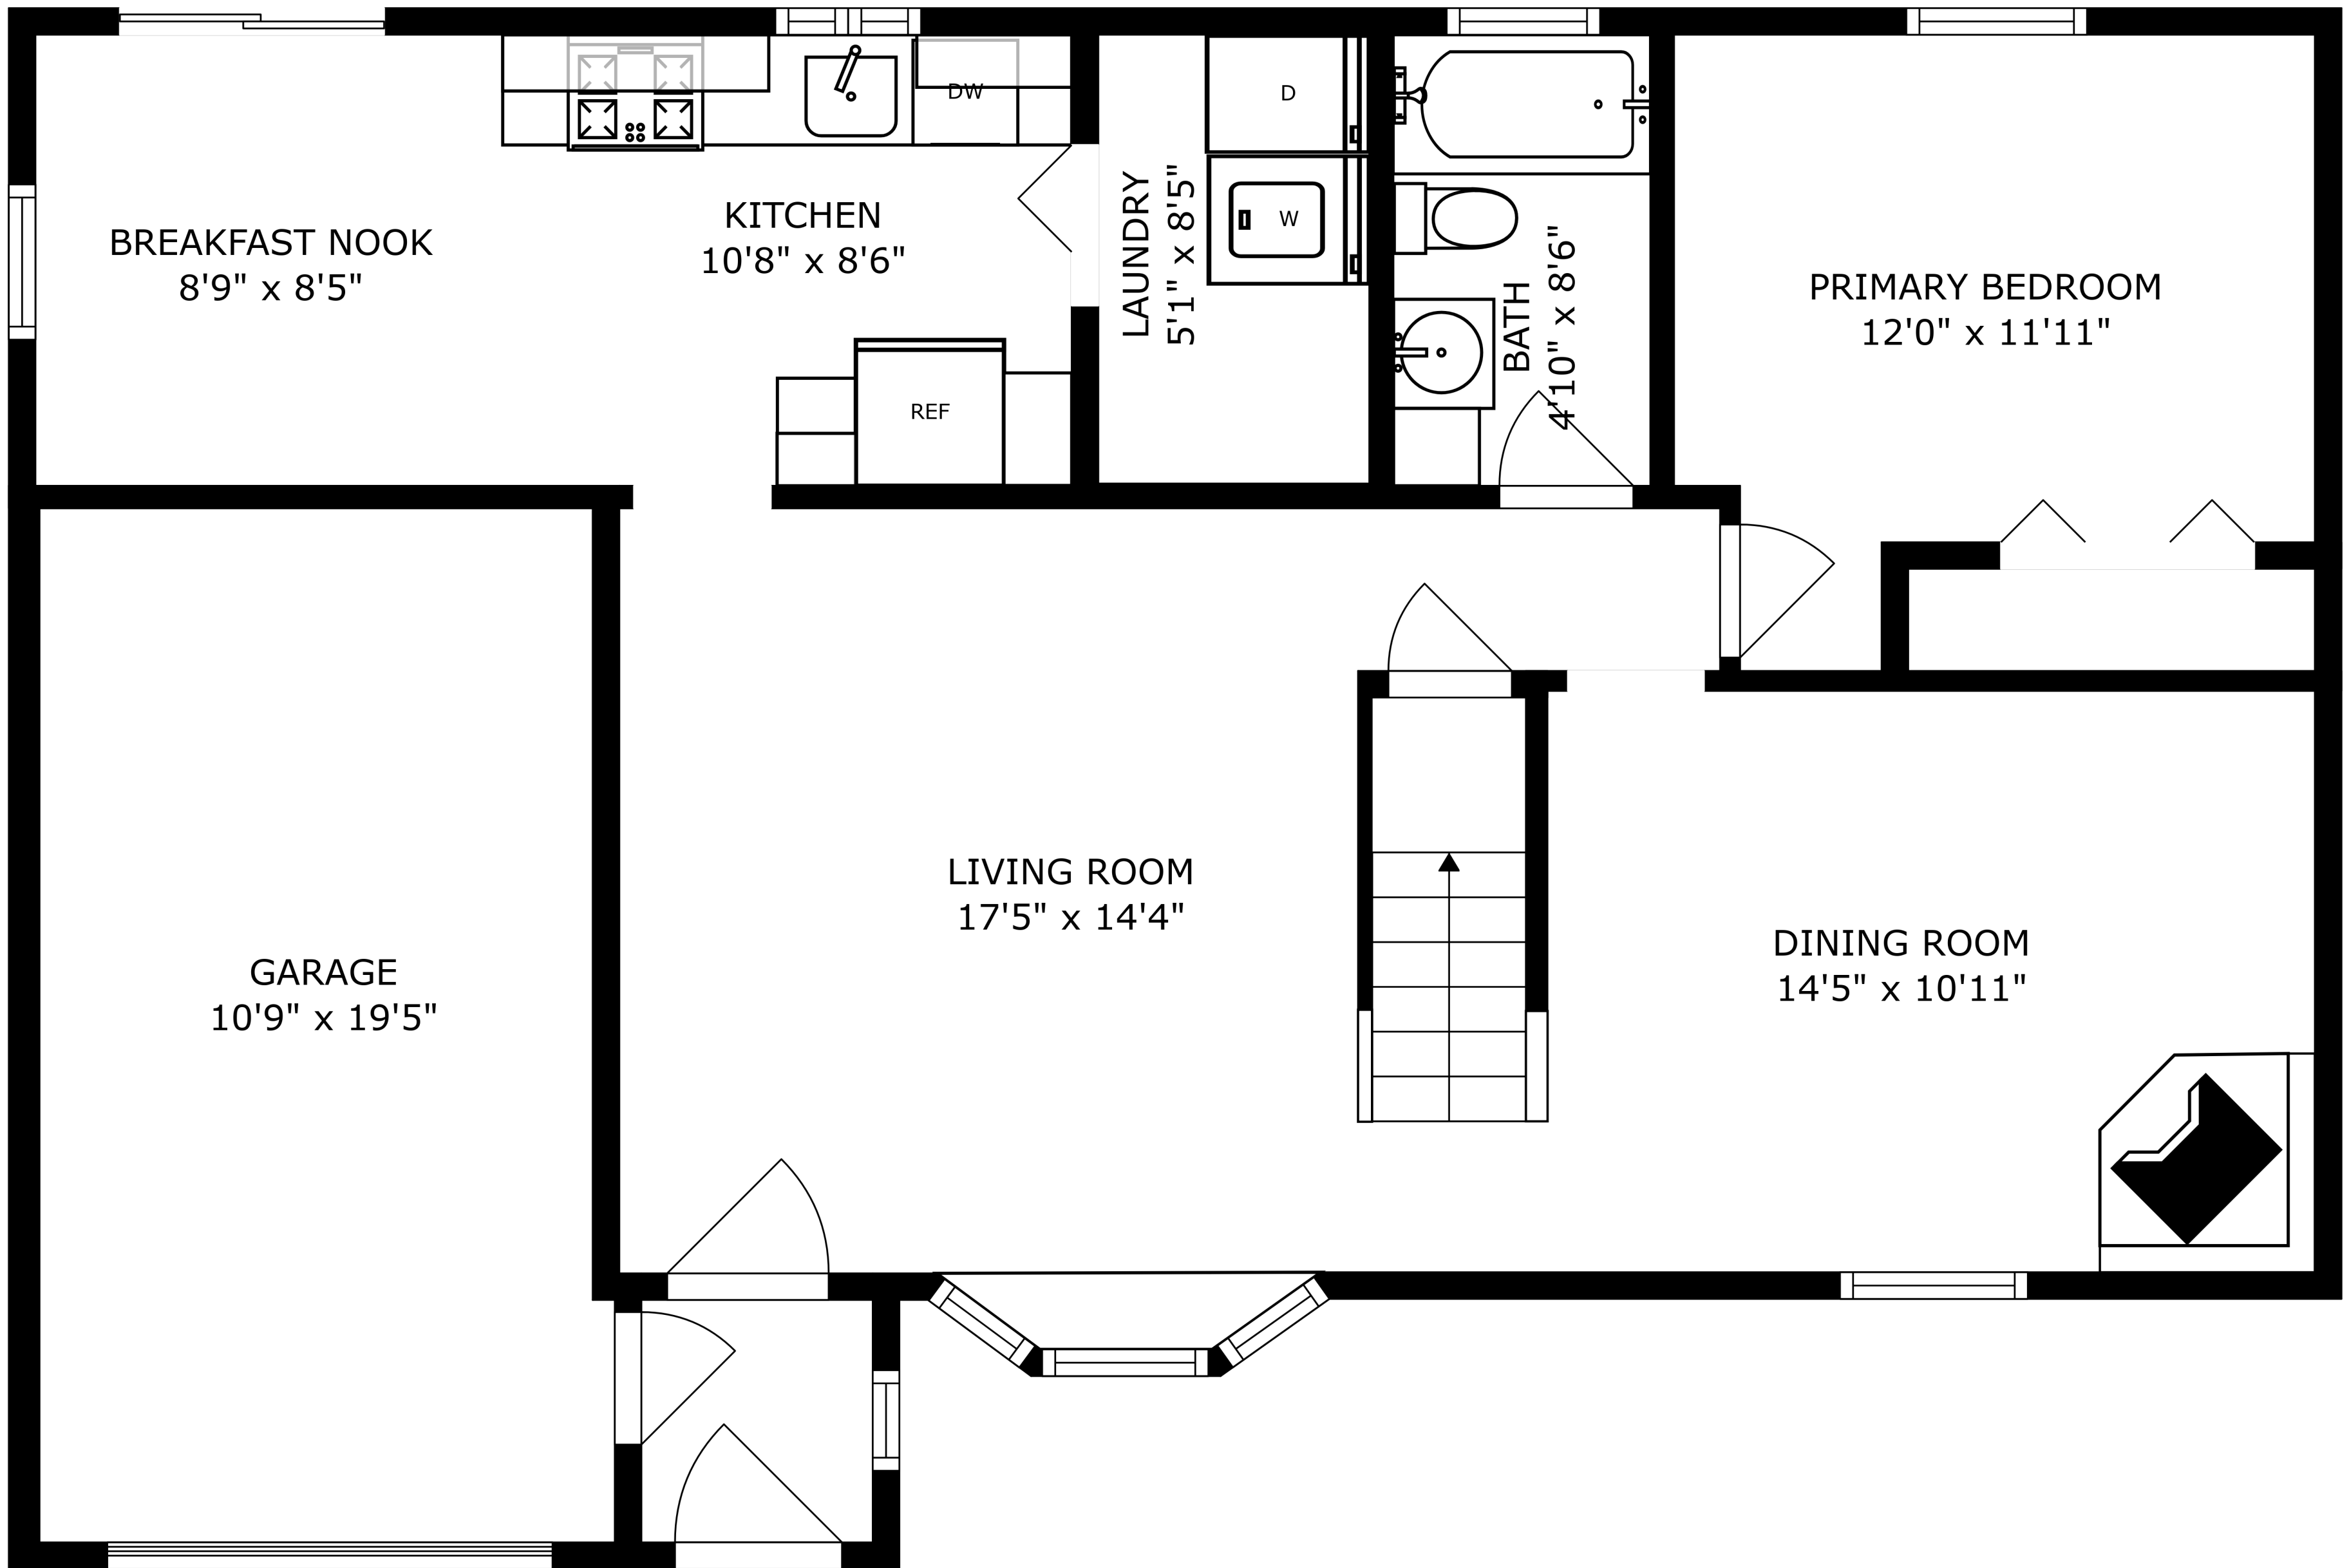 BREAKFAST NOOK
8'9" x 8'5"
KITCHEN
10'8" x 8'6"
DW
REF
LAUNDRY
5'1" x 8'5"
D
W
BATH
4'10" x 8'6"
PRIMARY BEDROOM
12'0" x 11'11"
GARAGE
10'9" x 19'5"
LIVING ROOM
17'5" x 14'4"
DINING ROOM
14'5" x 10'11"